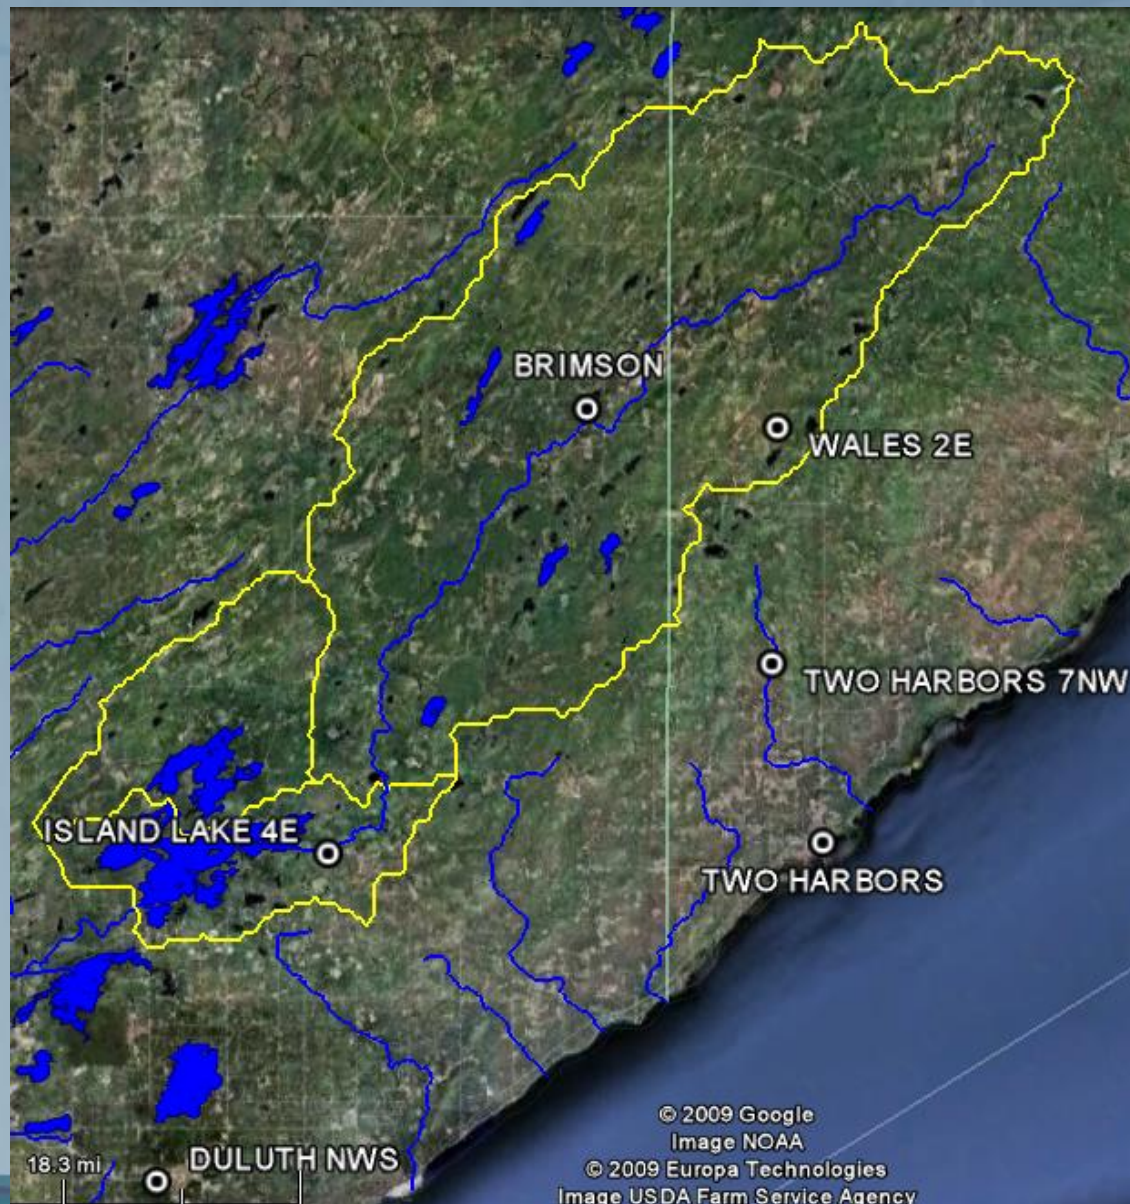 BRIMSON
WALES 2E
TWO HARBORS 7NW
ISLAND LAKE 4E
TWO HARBORS
© 2009 Google
Image NOAA
© 2009 Europa Technologies
Image USDA Farm Service Agency
18.3 mi
DULUTH NWS